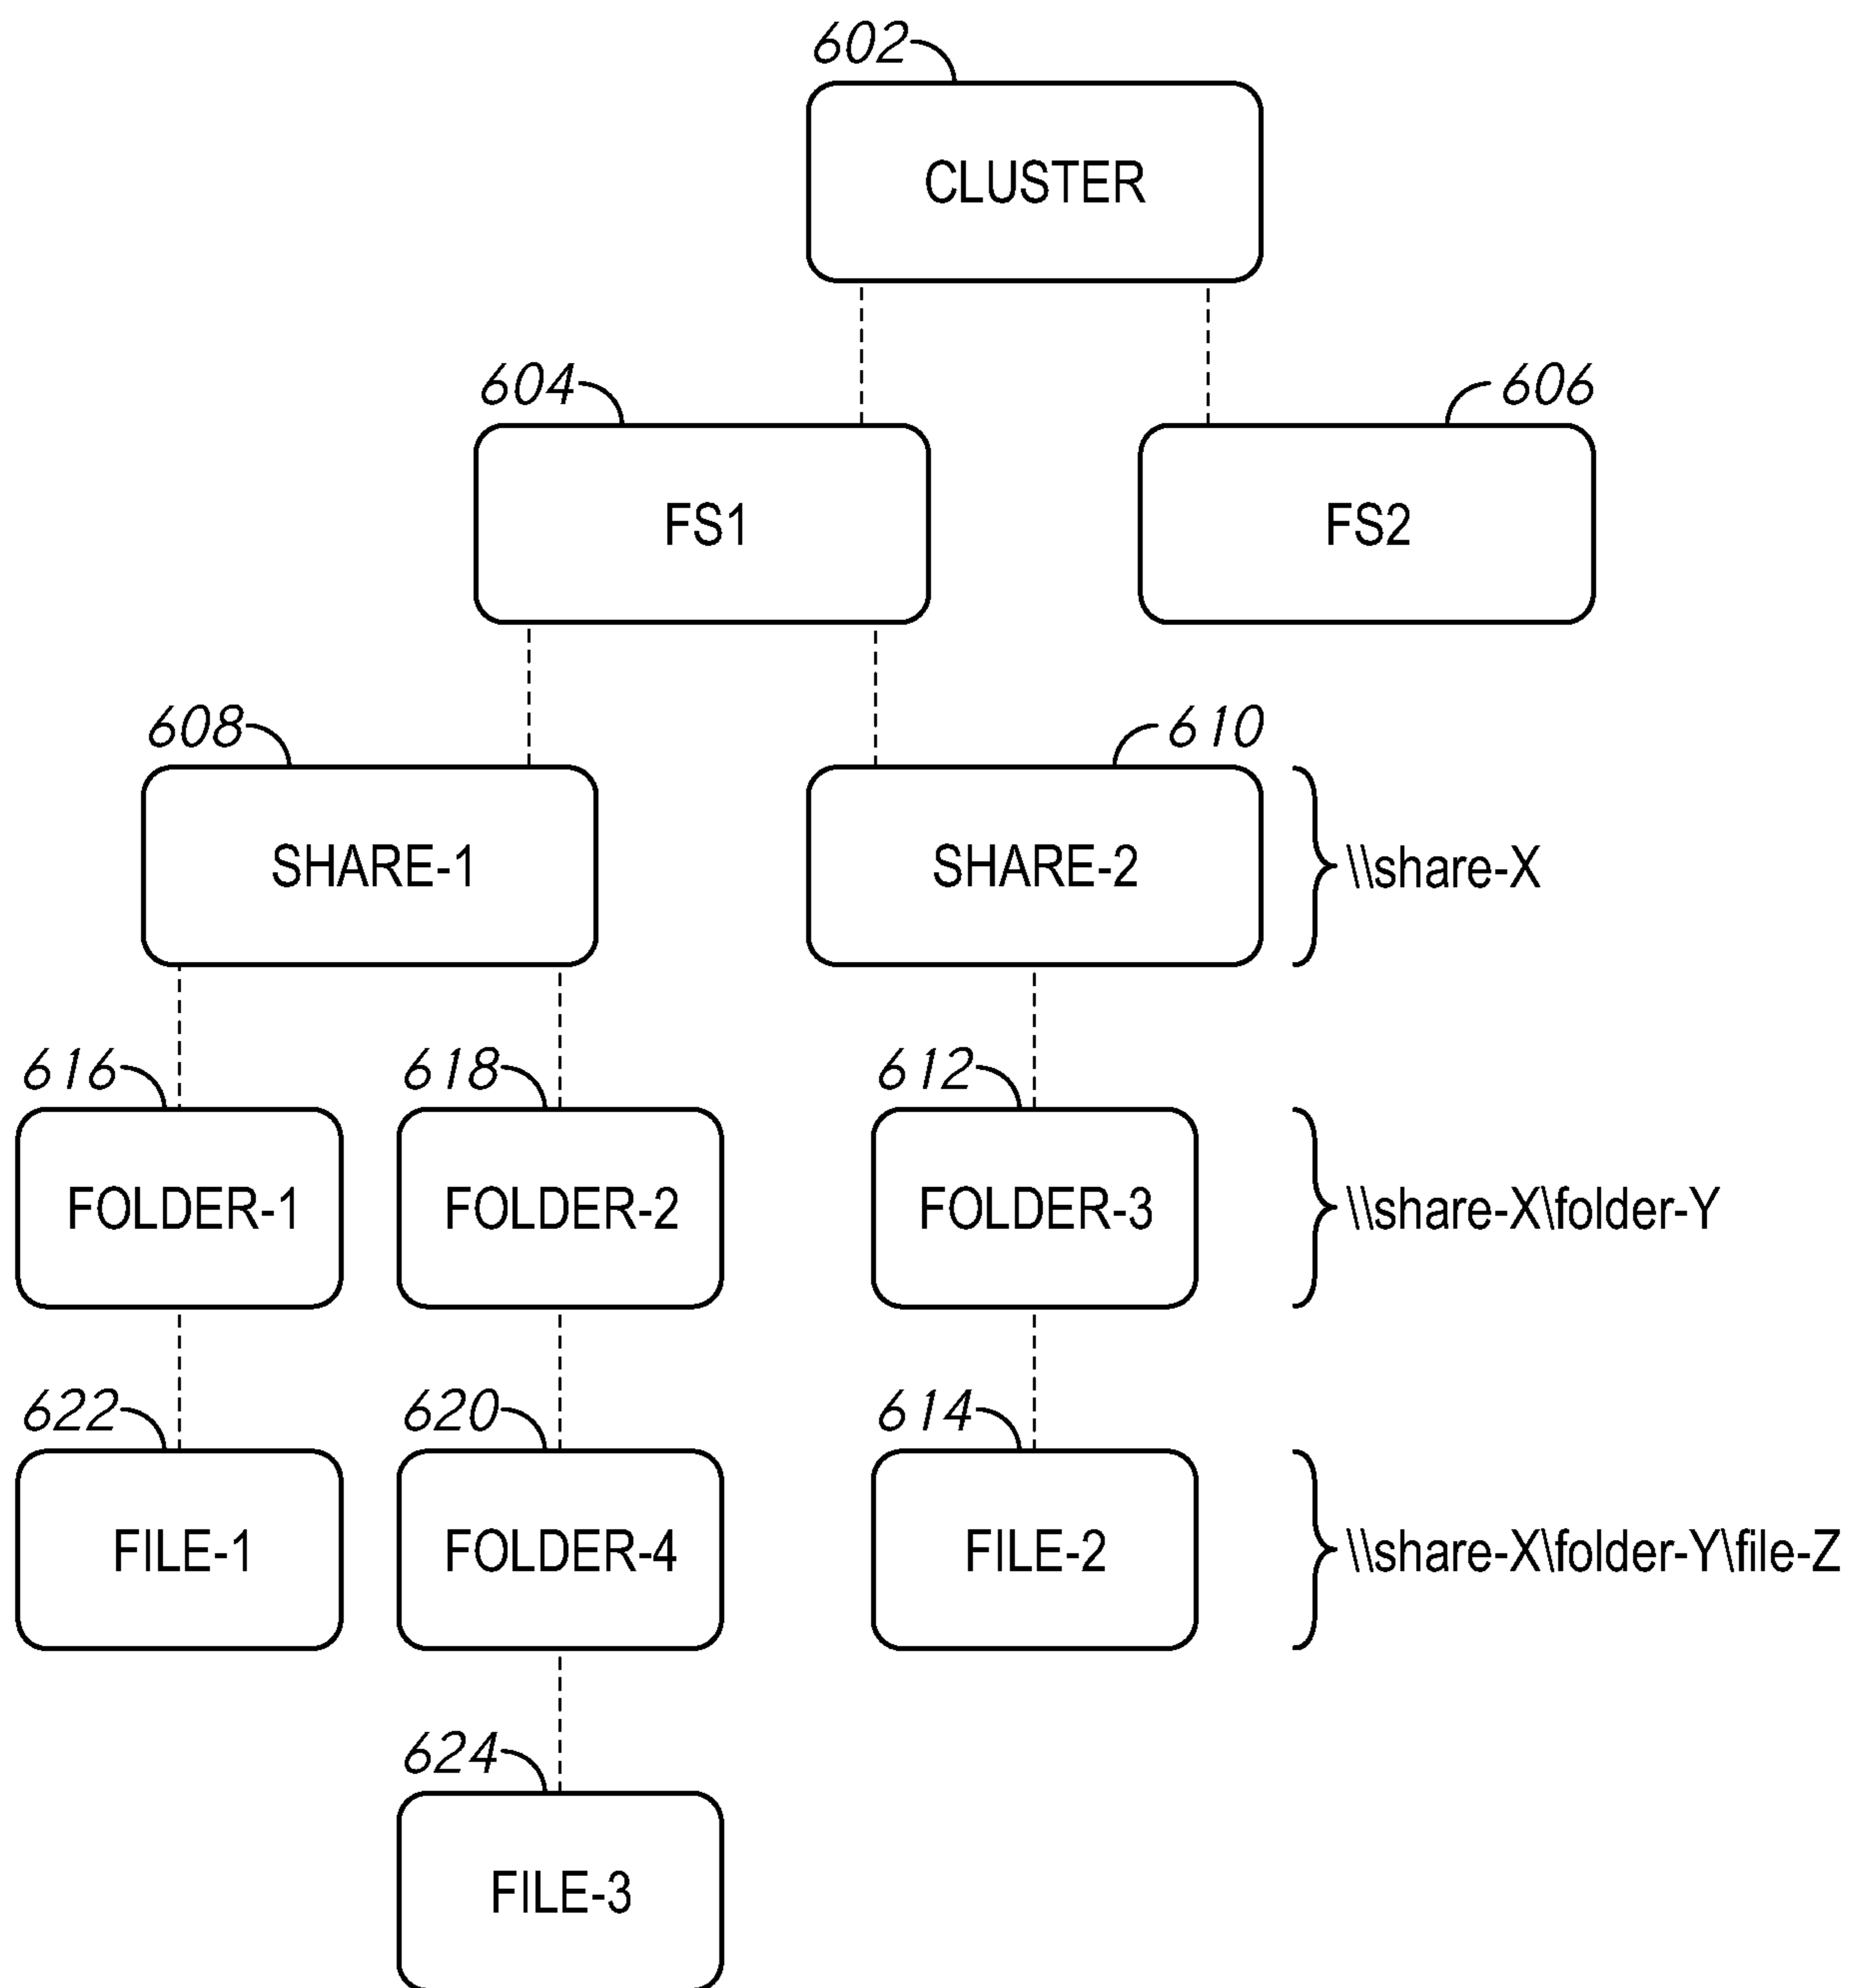 602
CLUSTER
604
606
FS1
FS2
608
610
SHARE-1
SHARE-2
\\share-X
616
618
612
FOLDER-1
FOLDER-2
FOLDER-3
\\share-X\folder-Y
622
620
614
FILE-1
FOLDER-4
FILE-2
\\share-X\folder-Y\file-Z
624
FILE-3